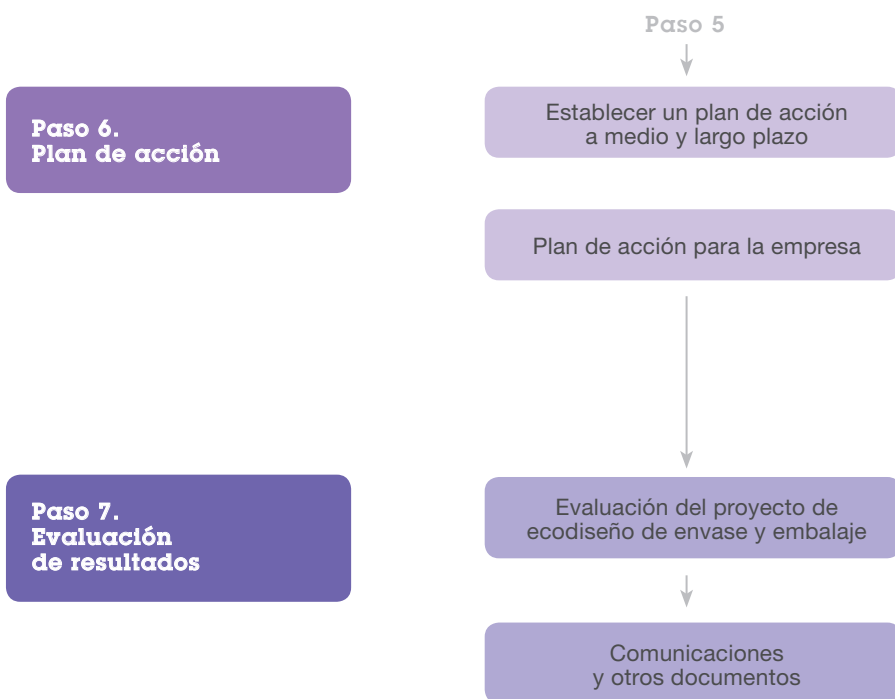 Paso 5
Paso 6.
Plan de acción
Establecer un plan de acción
a medio y largo plazo
Plan de acción para la empresa
Paso 7.
Evaluación
de resultados
Evaluación del proyecto de
ecodiseño de envase y embalaje
Comunicaciones
y otros documentos